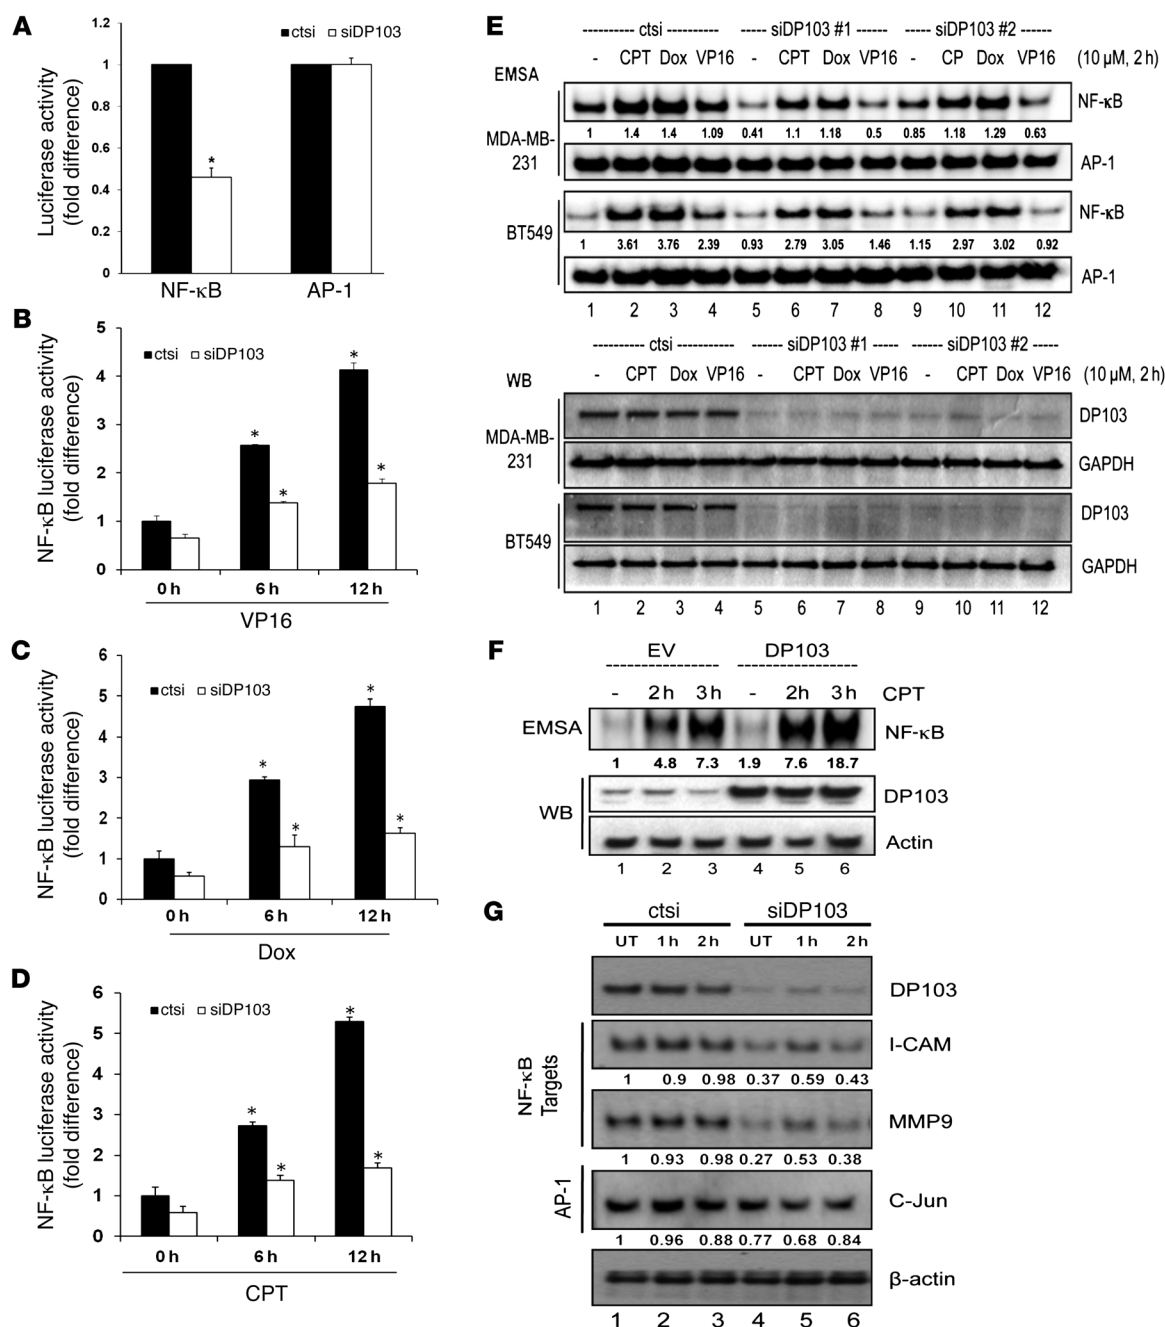 A
Luciferase activity
(fold difference)
1.2
1
0.8
0.6
0.4
0.2
0
ctsi siDP103
*
NF-κB AP-1
B
NF-κB luciferase activity
(fold difference)
5
4
3
2
1
0
ctsi siDP103
* * * *
0 h 6 h 12 h
VP16
C
NF-κB luciferase activity
(fold difference)
6
5
4
3
2
1
0
ctsi siDP103
* * * *
0 h 6 h 12 h
Dox
D
NF-κB luciferase activity
(fold difference)
6
5
4
3
2
1
0
ctsi siDP103
* * * *
0 h 6 h 12 h
CPT
E
---------- ctsi ----------- ----- siDP103 #1 ----- ----- siDP103 #2 -----
- CPT Dox VP16 - CPT Dox VP16 - CP Dox VP16 (10 µM, 2 h)
EMSA
MDA-MB-
231
NF-κB
1 1.4 1.4 1.09 0.41 1.1 1.18 0.5 0.85 1.18 1.29 0.63
AP-1
BT549
NF-κB
1 3.61 3.76 2.39 0.93 2.79 3.05 1.46 1.15 2.97 3.02 0.92
AP-1
1 2 3 4 5 6 7 8 9 10 11 12
---------- ctsi ----------- ----- siDP103 #1 ----- ----- siDP103 #2 -----
WB
- CPT Dox VP16 - CPT Dox VP16 - CPT Dox VP16 (10 µM, 2 h)
MDA-MB-
231
DP103
GAPDH
BT549
DP103
GAPDH
1 2 3 4 5 6 7 8 9 10 11 12
F
EV DP103
- 2 h 3 h - 2 h 3 h CPT
EMSA NF-κB
1 4.8 7.3 1.9 7.6 18.7
WB
DP103
Actin
1 2 3 4 5 6
G
ctsi siDP103
UT 1 h 2 h UT 1 h 2 h
DP103
NF-κB
Targets
I-CAM
1 0.9 0.98 0.37 0.59 0.43
MMP9
1 0.93 0.98 0.27 0.53 0.38
AP-1
C-Jun
1 0.96 0.88 0.77 0.68 0.84
β-actin
1 2 3 4 5 6